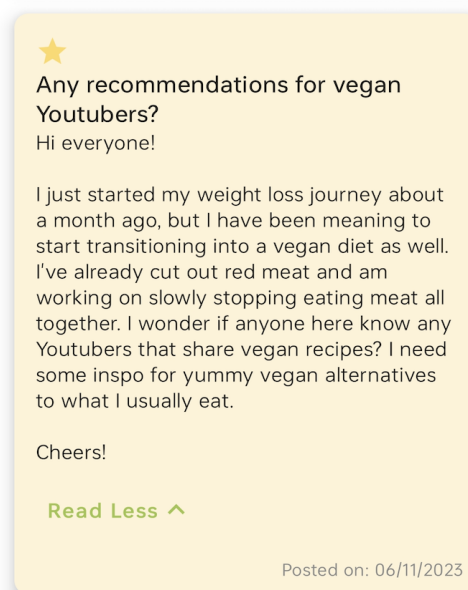 Any recommendations for vegan
Youtubers?
Hi everyone!
I just started my weight loss journey about
a month ago, but I have been meaning to
start transitioning into a vegan diet as well.
I've already cut out red meat and am
working on slowly stopping eating meat all
together. I wonder if anyone here know any
Youtubers that share vegan recipes? I need
some inspo for yummy vegan alternatives
to what I usually eat.
Cheers!
Read Less
Posted on: 06/11/2023